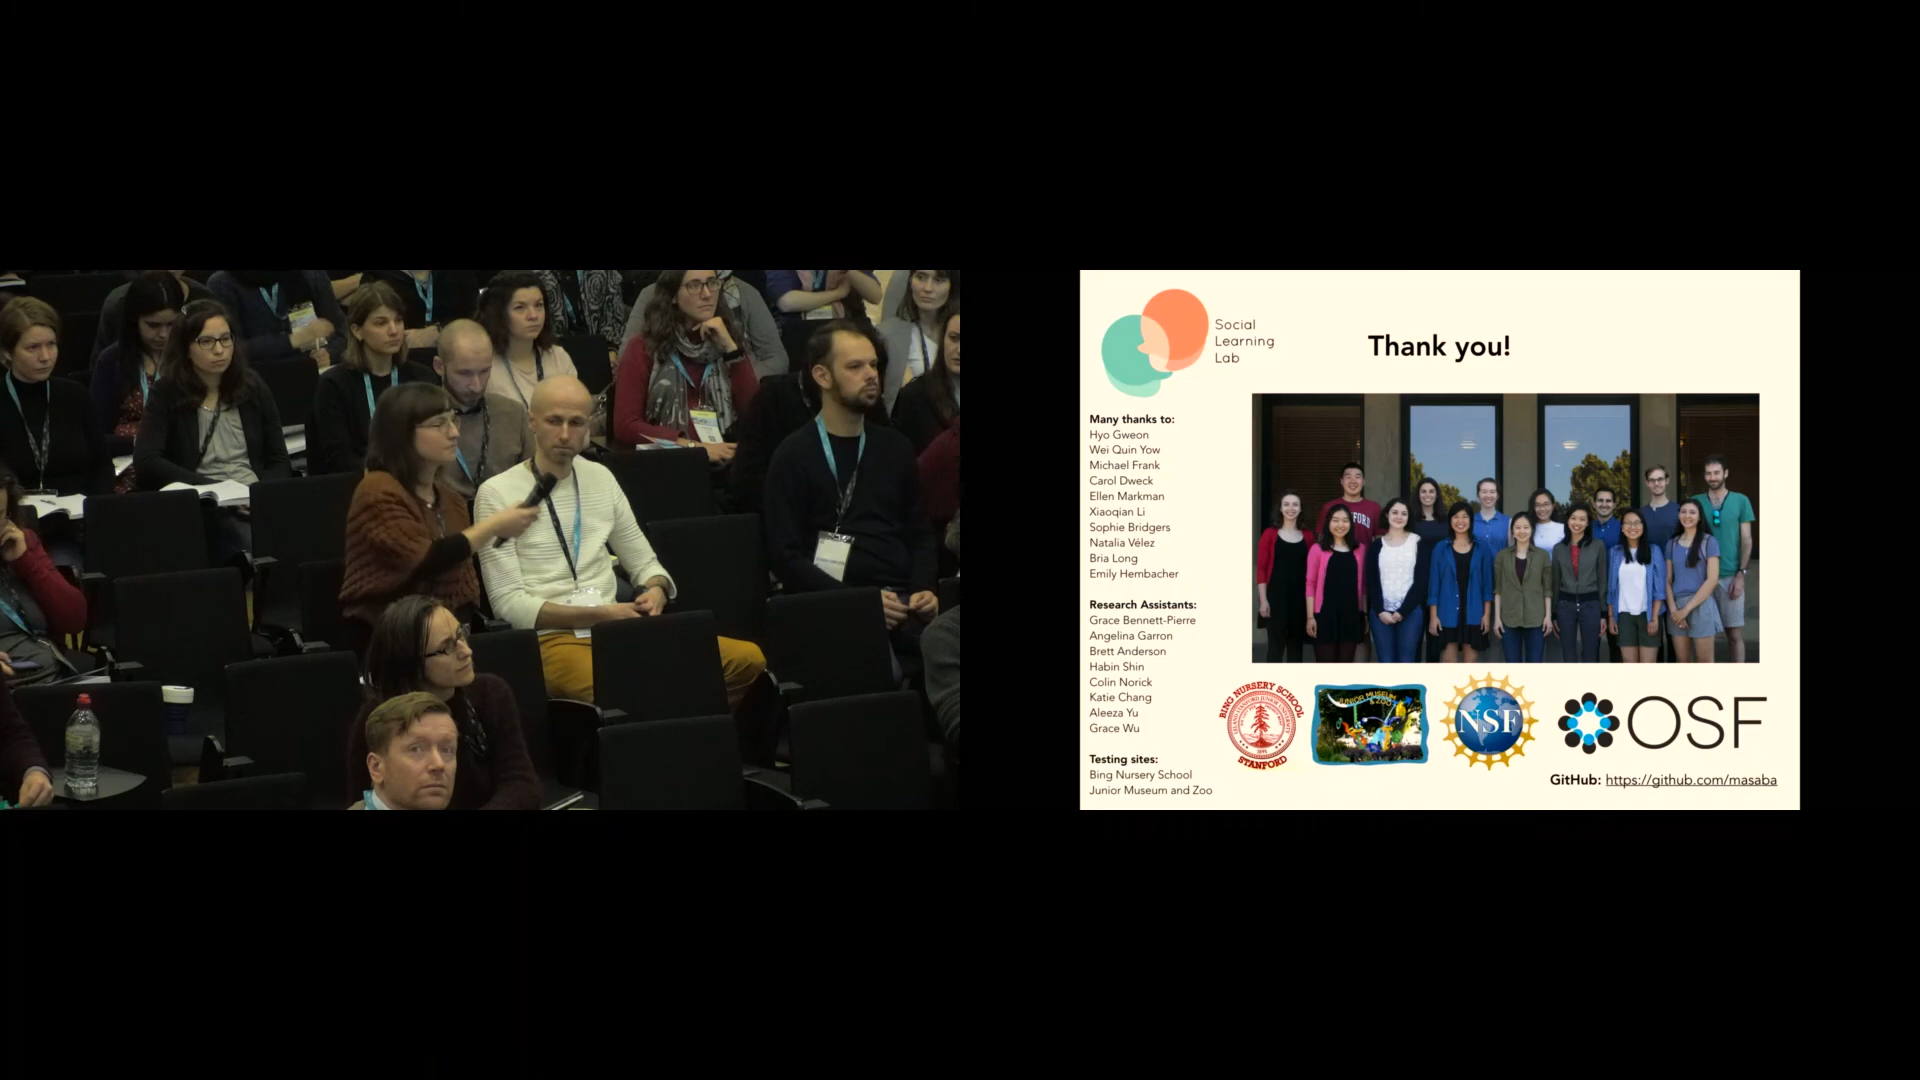 Social
Learning
Lab
Thank you!
Many thanks to:
Hyo Gweon
Wei Quin Yow
Michael Frank
Carol Dweck
Ellen Markman
Xiaoqian Li
Sophie Bridgers
Natalia Vélez
Bria Long
Emily Hembacher
Research Assistants:
Grace Bennett-Pierre
Angelina Garron
Brett Anderson
Habin Shin
Colin Norick
Katie Chang
Aleeza Yu
Grace Wu
Testing sites:
Bing Nursery School
Junior Museum and Zoo
BING NURSERY SCHOOL
STANFORD
JUNIOR MUSEUM
& ZOO
NSF
OSF
GitHub: https://github.com/masaba